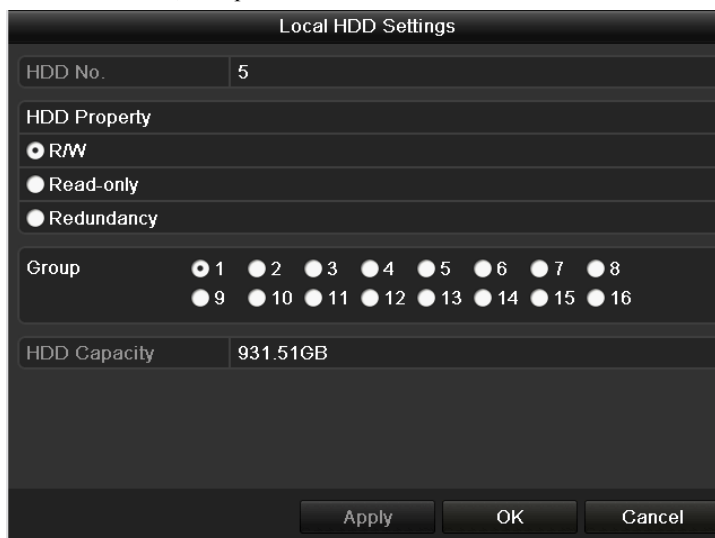 Local HDD Settings
HDD No. 5
HDD Property
R/W
Read-only
Redundancy
Group 1 2 3 4 5 6 7 8
9 10 11 12 13 14 15 16
HDD Capacity 931.51GB
Apply OK Cancel